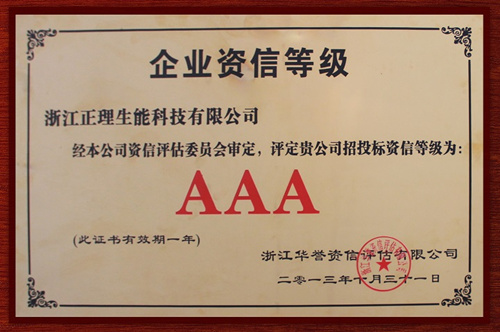 企业资信等级
浙江正理生能科技有限公司
经本公司资信评估委员会审定，评定贵公司招投标资信等级为：
AAA
(此证书有效期一年)
浙江华誉资信评估有限公司
二零一三年十月三十一日